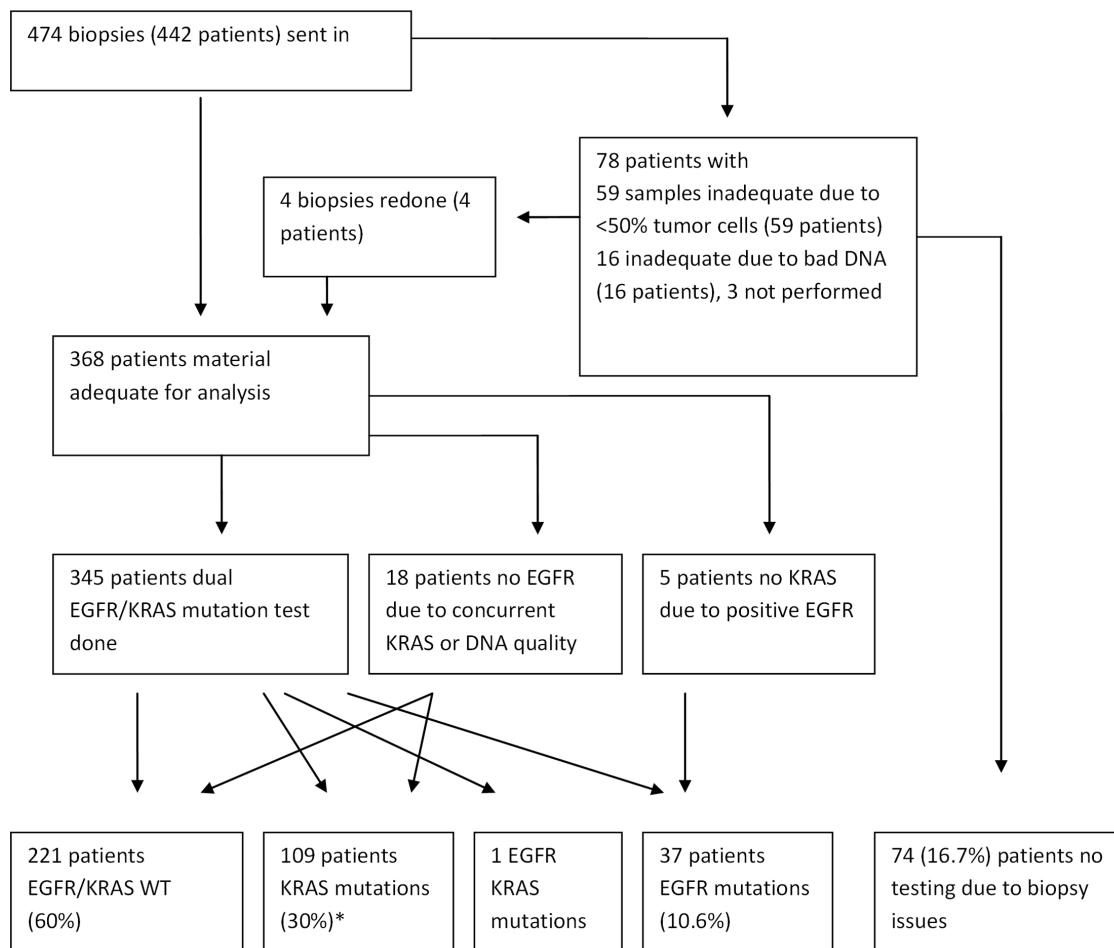 474 biopsies (442 patients) sent in
78 patients with
59 samples inadequate due to
<50% tumor cells (59 patients)
16 inadequate due to bad DNA
(16 patients), 3 not performed
4 biopsies redone (4
patients)
368 patients material
adequate for analysis
345 patients dual
EGFR/KRAS mutation test
done
18 patients no EGFR
due to concurrent
KRAS or DNA quality
5 patients no KRAS
due to positive EGFR
221 patients
EGFR/KRAS WT
(60%)
109 patients
KRAS mutations
(30%)*
1 EGFR
KRAS
mutations
37 patients
EGFR mutations
(10.6%)
74 (16.7%) patients no
testing due to biopsy
issues